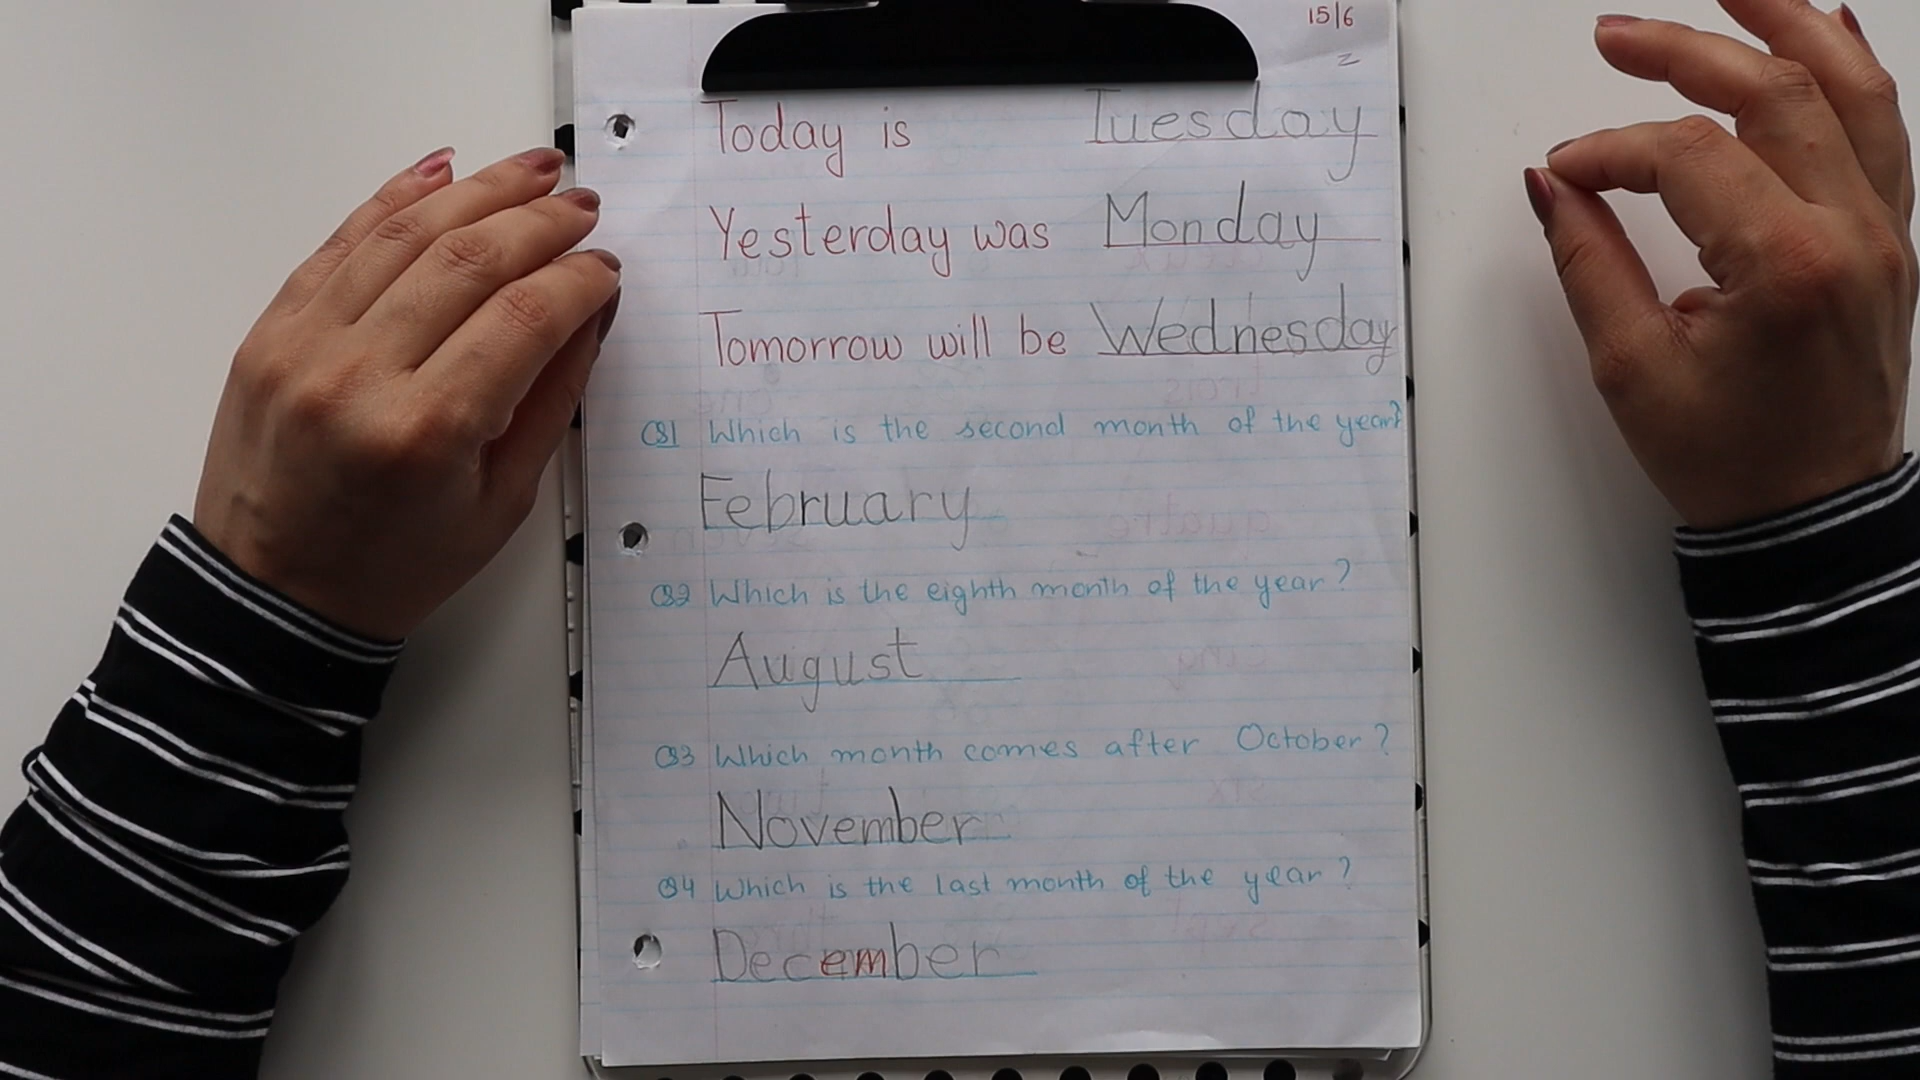 15/6
Today is Tuesday
Yesterday was Monday
Tomorrow will be Wednesday
Q1 Which is the second month of the year?
February
Q2 Which is the eighth month of the year?
August
Q3 Which month comes after October?
November
Q4 Which is the last month of the year?
December